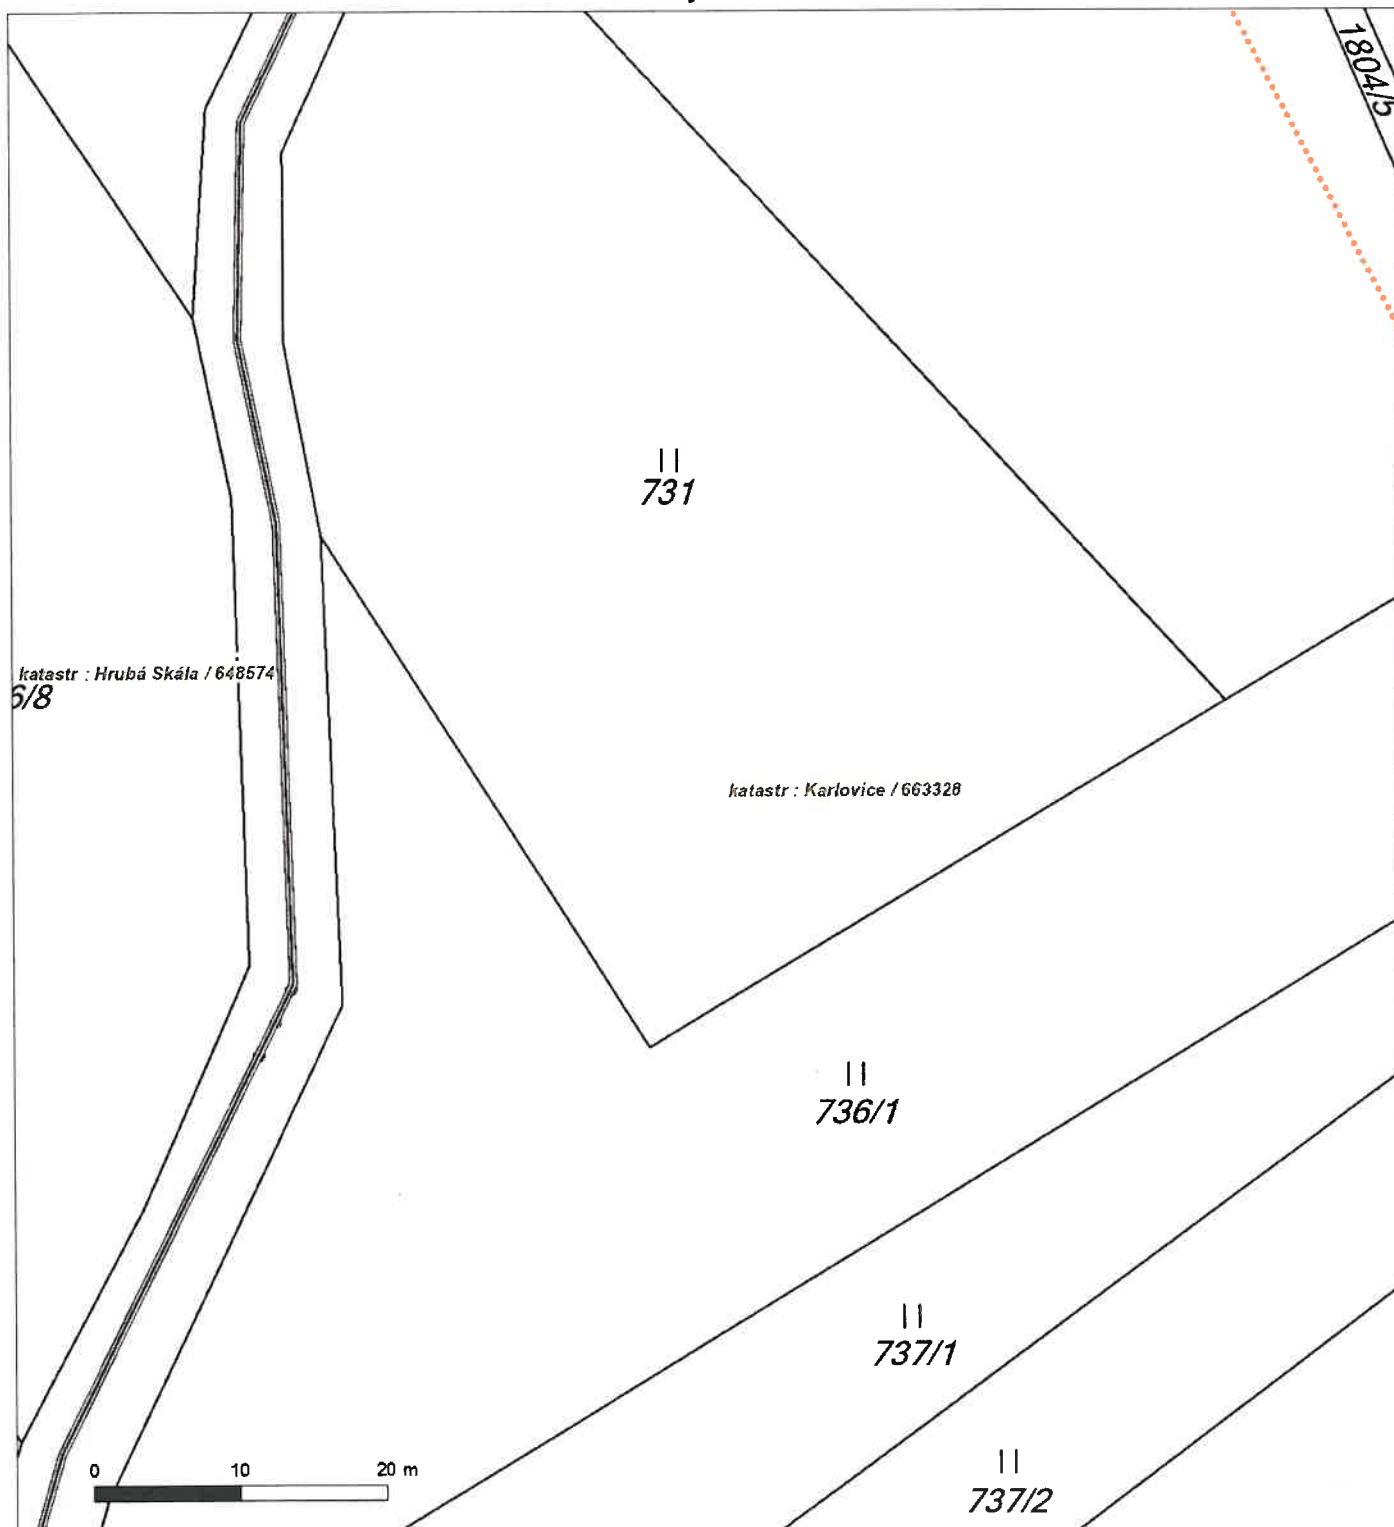 1804/5
731
katastr : Hrubá Skála / 648574
6/8
katastr : Karlovice / 663328
736/1
737/1
737/2
0 10 20 m